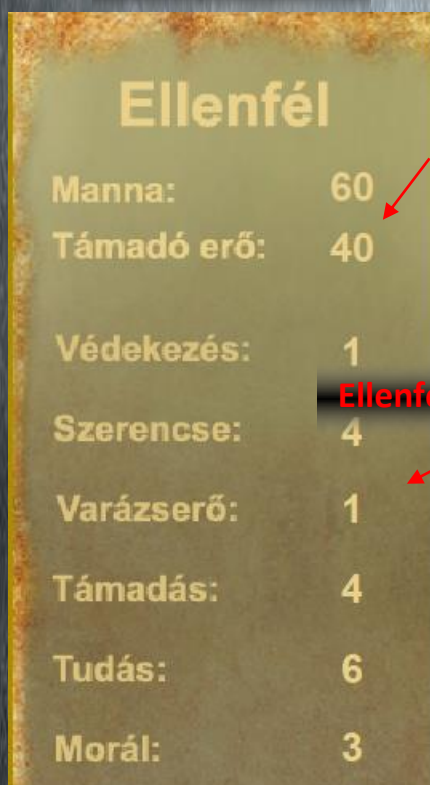 Ellenfél
Manna: 60
Támadó erő: 40
Védekezés: 1
Szerencse: 4
Varázserő: 1
Támadás: 4
Tudás: 6
Morál: 3